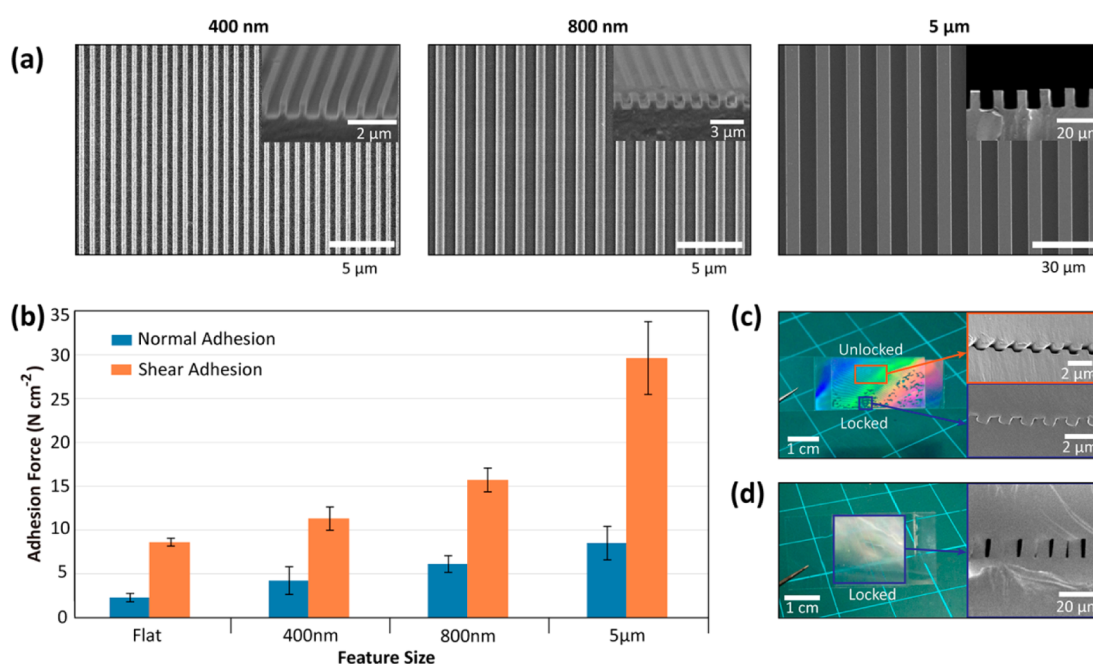 400 nm
800 nm
5 µm
(a)
2 µm
3 µm
20 µm
5 µm
5 µm
30 µm
(b)
35
30
25
20
15
10
5
0
Adhesion Force (N cm⁻²)
Normal Adhesion
Shear Adhesion
Flat
400nm
800nm
5µm
Feature Size
(c)
Unlocked
Locked
1 cm
2 µm
2 µm
(d)
Locked
1 cm
20 µm